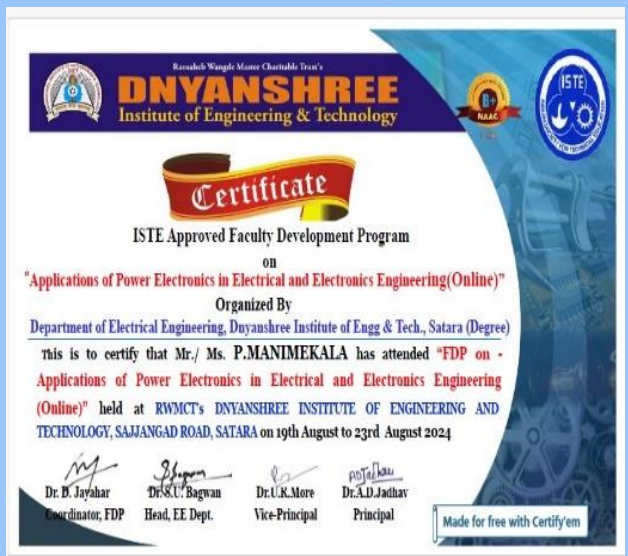 Raosaheb Wangde Master Charitable Trust's
DNYANSHREE
Institute of Engineering & Technology
B+
NAAC
ISTE
Certificate
ISTE Approved Faculty Development Program
on
"Applications of Power Electronics in Electrical and Electronics Engineering(Online)"
Organized By
Department of Electrical Engineering, Dnyanshree Institute of Engg & Tech., Satara (Degree)
This is to certify that Mr./ Ms. P.MANIMEKALA has attended "FDP on -
Applications of Power Electronics in Electrical and Electronics Engineering
(Online)" held at RWMCT's DNYANSHREE INSTITUTE OF ENGINEERING AND
TECHNOLOGY, SAJJANGAD ROAD, SATARA on 19th August to 23rd August 2024
Dr. D. Jayahar Dr.S.U. Bagwan Dr.U.K.More Dr.A.D.Jadhav
Coordinator, FDP Head, EE Dept. Vice-Principal Principal
Made for free with Certify'em